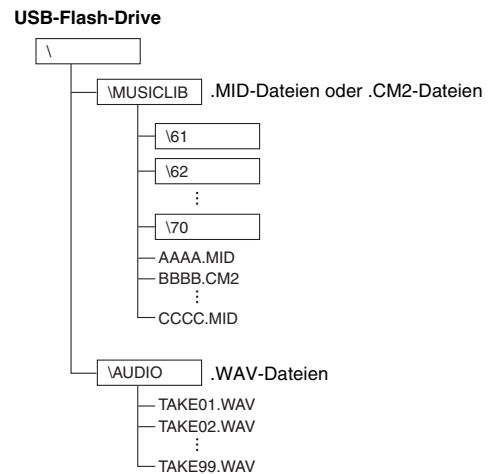 USB-Flash-Drive
\
\MUSICLIB .MID-Dateien oder .CM2-Dateien
\61
\62
⋮
\70
AAAA.MID
BBBB.CM2
⋮
CCCC.MID
\AUDIO .WAV-Dateien
TAKE01.WAV
TAKE02.WAV
⋮
TAKE99.WAV